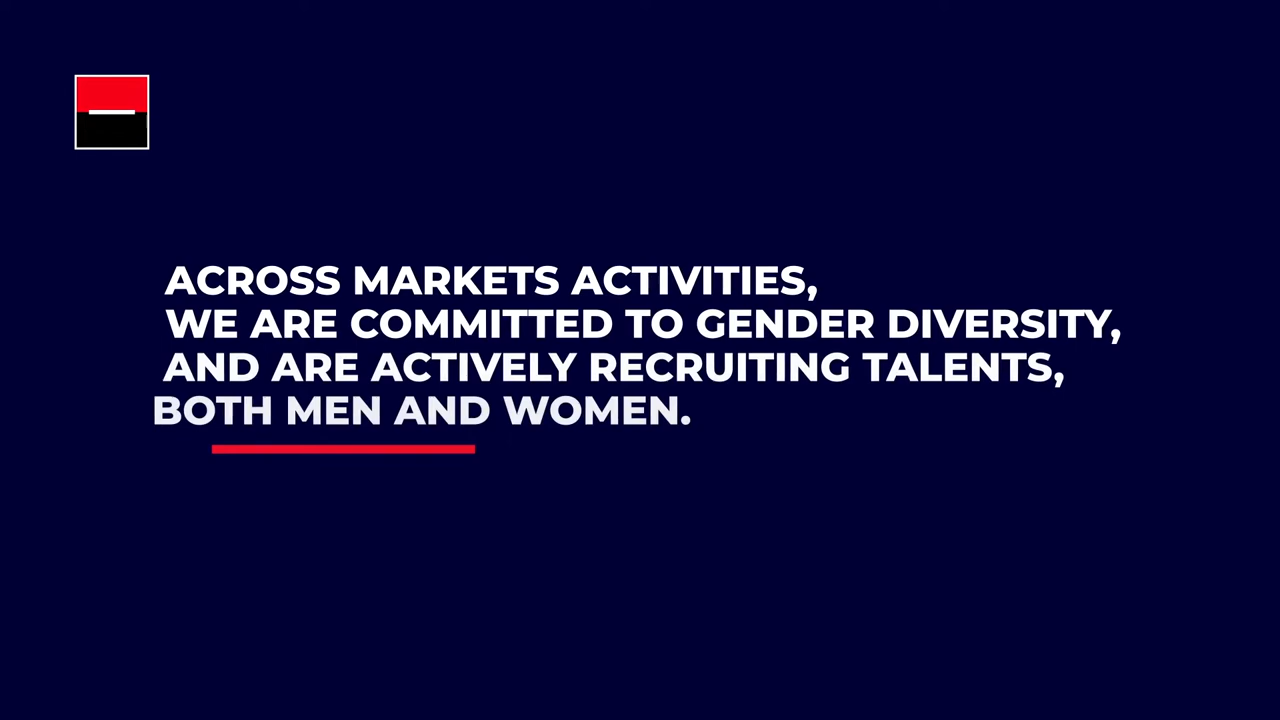 ACROSS MARKETS ACTIVITIES,
WE ARE COMMITTED TO GENDER DIVERSITY,
AND ARE ACTIVELY RECRUITING TALENTS,
BOTH MEN AND WOMEN.